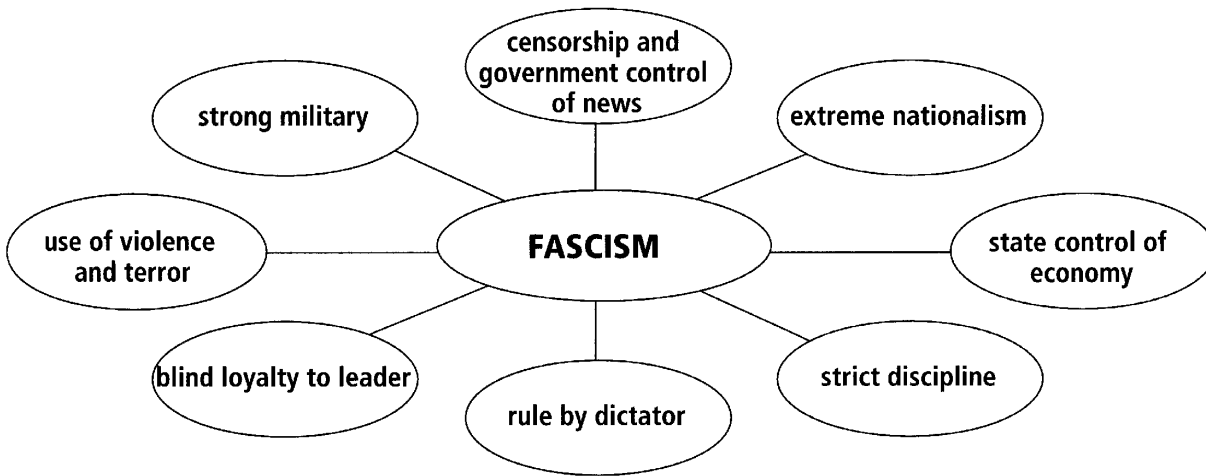 censorship and
government control
of news
strong military
extreme nationalism
use of violence
and terror
FASCISM
state control of
economy
blind loyalty to leader
strict discipline
rule by dictator